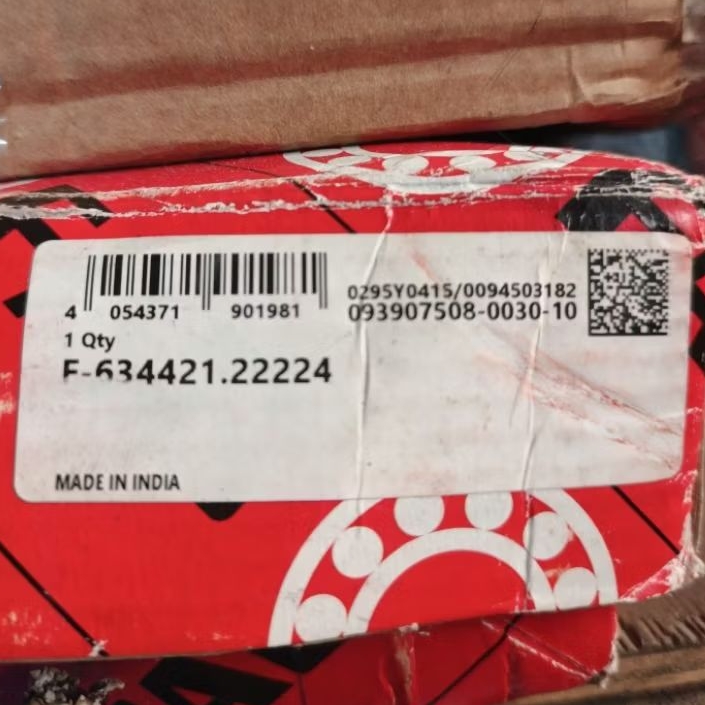 4 054371 901981
0295Y0415/0094503182
093907508-0030-10
1 Qty
F-634421.22224
MADE IN INDIA